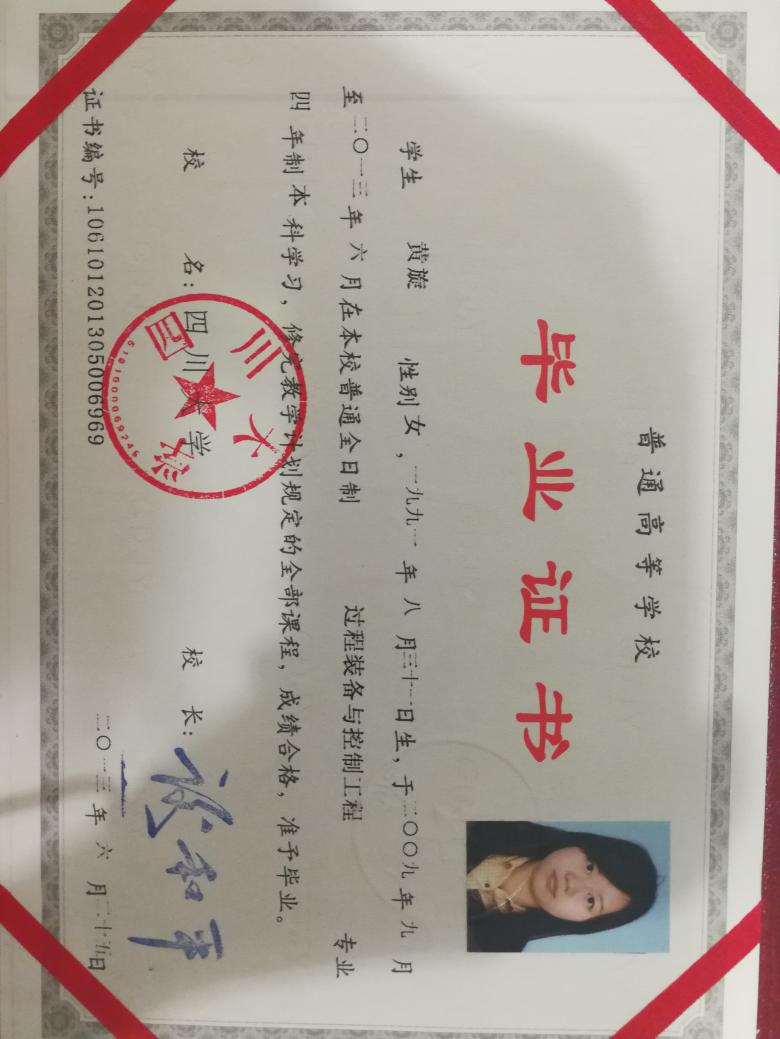 普通高等学校
毕业证书
学生 黄旋 性别女，一九九一年八月三十一日生，于二〇〇九年九月
至二〇一三年六月在本校普通全日制 过程装备与控制工程 专业
四年制本科学习，修完教学计划规定的全部课程，成绩合格，准予毕业。
校 名：四川大学 校 长：谢和平
证书编号：106101201305006969 二〇一三年六月二十五日
四川大学
5101000069246